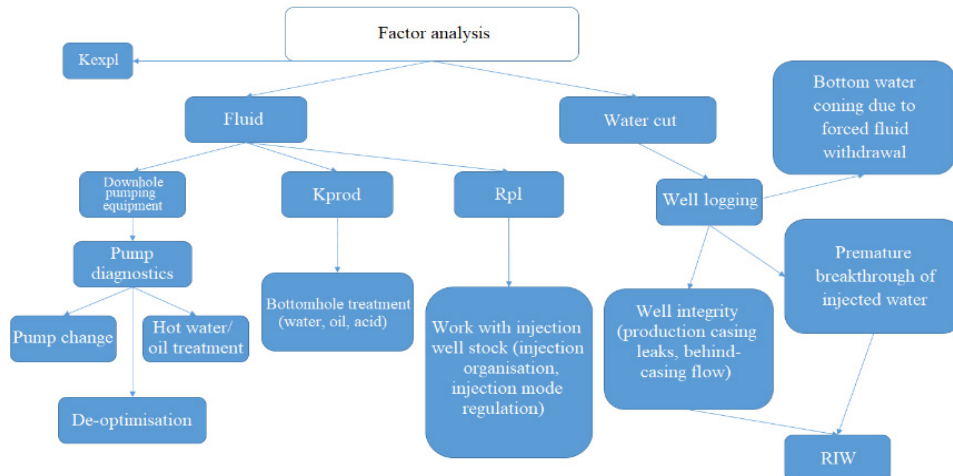 Factor analysis
Kexpl
Bottom water
coning due to
forced fluid
withdrawal
Fluid
Water cut
Downhole
pumping
equipment
Kprod
Rpl
Well logging
Pump
diagnostics
Premature
breakthrough of
injected water
Bottomhole treatment
(water, oil, acid)
Well integrity
(production casing
leaks, behind-
casing flow)
Pump change
Hot water/
oil treatment
Work with injection
well stock (injection
organisation,
injection mode
regulation)
De-optimisation
RIW